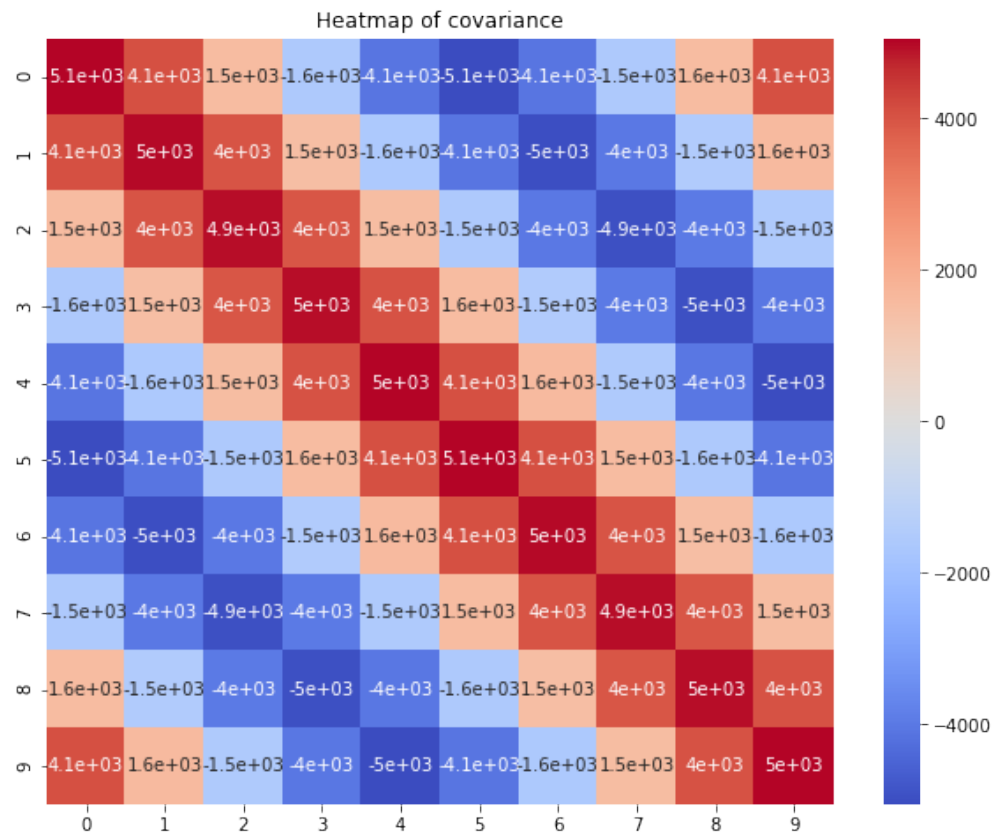 Heatmap of covariance
0 5.1e+03 4.1e+03 1.5e+03 -1.6e+03 -4.1e+03 -5.1e+03 -4.1e+03 -1.5e+03 1.6e+03 4.1e+03
1 4.1e+03 5e+03 4e+03 1.5e+03 -1.6e+03 -4.1e+03 -5e+03 -4e+03 -1.5e+03 1.6e+03
2 1.5e+03 4e+03 4.9e+03 4e+03 1.5e+03 -1.5e+03 -4e+03 -4.9e+03 -4e+03 -1.5e+03
3 -1.6e+03 1.5e+03 4e+03 5e+03 4e+03 1.6e+03 -1.5e+03 -4e+03 -5e+03 -4e+03
4 -4.1e+03 -1.6e+03 1.5e+03 4e+03 5e+03 4.1e+03 1.6e+03 -1.5e+03 -4e+03 -5e+03
5 -5.1e+03 -4.1e+03 -1.5e+03 1.6e+03 4.1e+03 5.1e+03 4.1e+03 1.5e+03 -1.6e+03 -4.1e+03
6 -4.1e+03 -5e+03 -4e+03 -1.5e+03 1.6e+03 4.1e+03 5e+03 4e+03 1.5e+03 -1.6e+03
7 -1.5e+03 -4e+03 -4.9e+03 -4e+03 -1.5e+03 1.5e+03 4e+03 4.9e+03 4e+03 1.5e+03
8 1.6e+03 -1.5e+03 -4e+03 -5e+03 -4e+03 -1.6e+03 1.5e+03 4e+03 5e+03 4e+03
9 4.1e+03 1.6e+03 -1.5e+03 -4e+03 -5e+03 -4.1e+03 -1.6e+03 1.5e+03 4e+03 5e+03
0 1 2 3 4 5 6 7 8 9
4000
2000
0
−2000
−4000